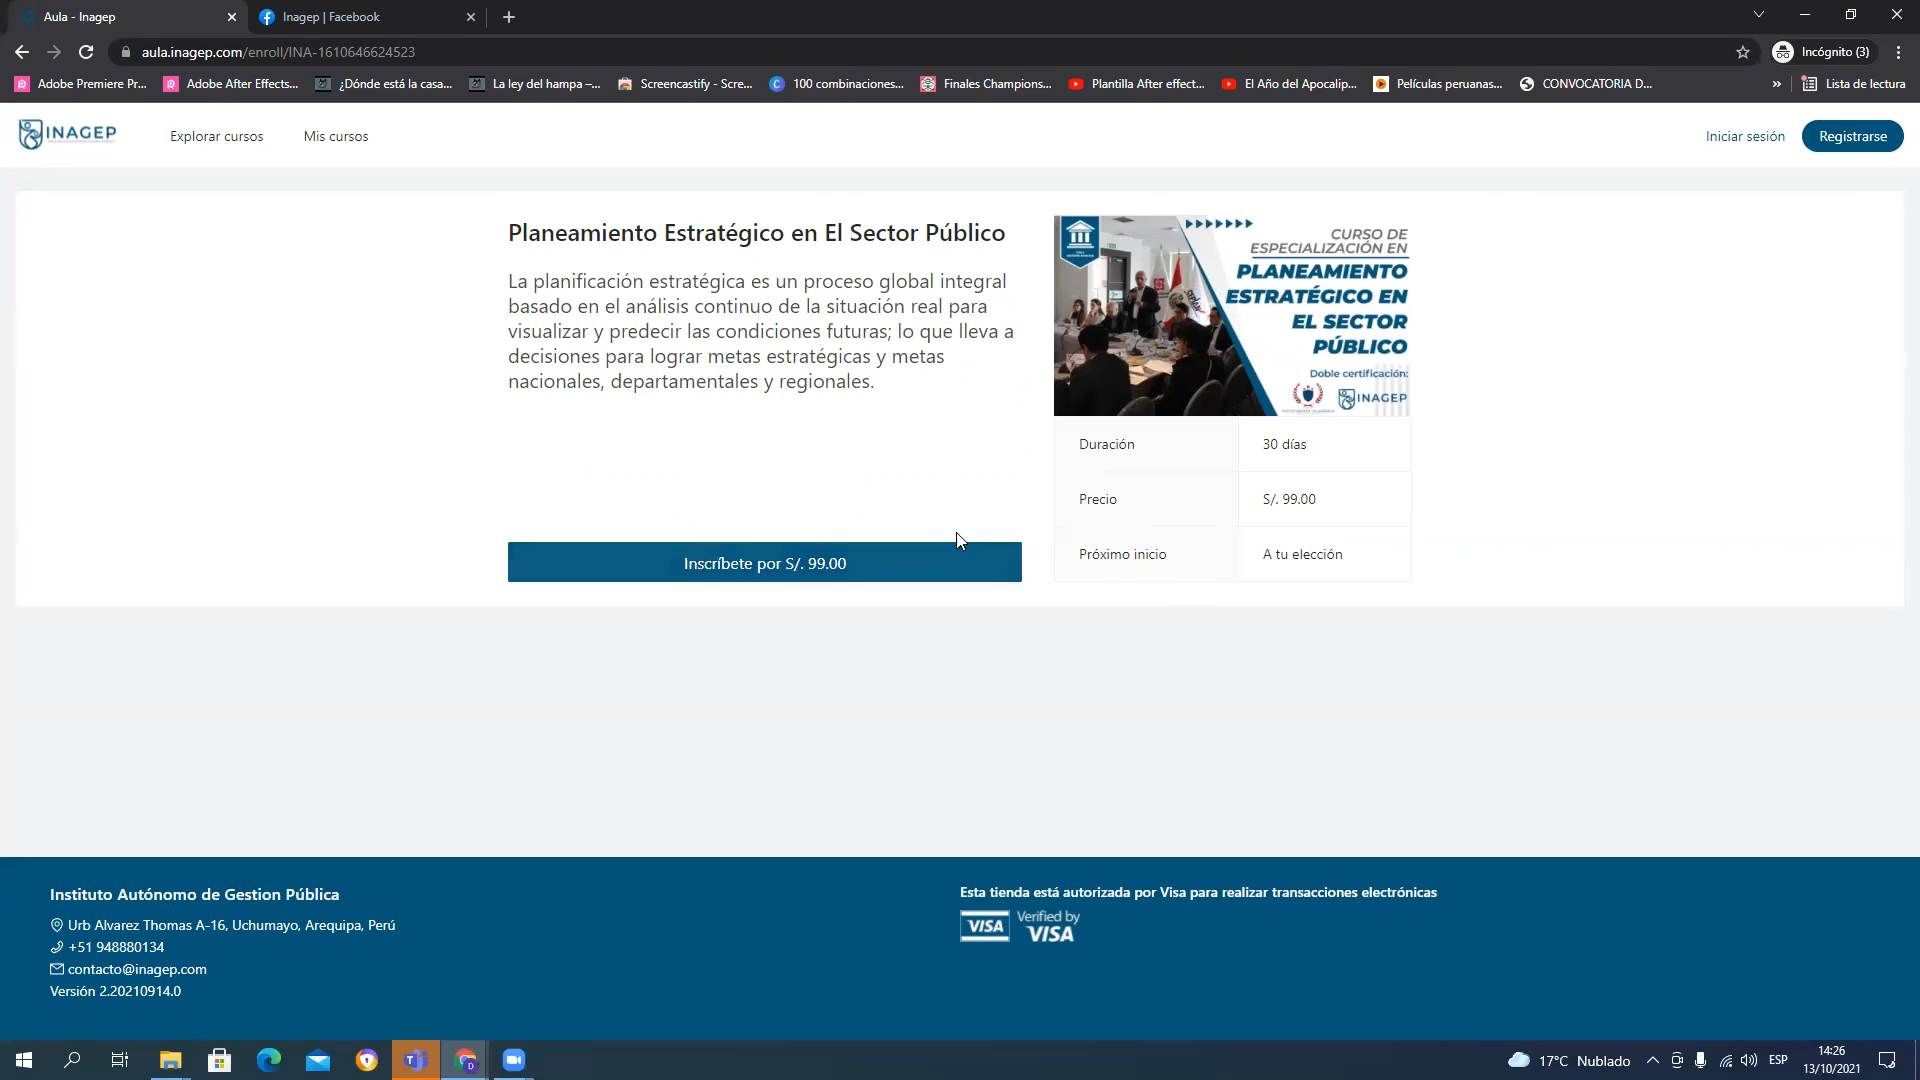 Aula - Inagep
Inagep | Facebook
aula.inagep.com/enroll/INA-1610646624523
Incógnito (3)
Adobe Premiere Pr...
Adobe After Effects...
¿Dónde está la casa...
La ley del hampa –...
Screencastify - Scre...
100 combinaciones...
Finales Champions...
Plantilla After effect...
El Año del Apocalip...
Películas peruanas...
CONVOCATORIA D...
»
Lista de lectura
INAGEP
Explorar cursos
Mis cursos
Iniciar sesión
Registrarse
Planeamiento Estratégico en El Sector Público
La planificación estratégica es un proceso global integral
basado en el análisis continuo de la situación real para
visualizar y predecir las condiciones futuras; lo que lleva a
decisiones para lograr metas estratégicas y metas
nacionales, departamentales y regionales.
Inscríbete por S/. 99.00
CURSO DE
ESPECIALIZACIÓN EN
PLANEAMIENTO
ESTRATÉGICO EN
EL SECTOR
PÚBLICO
Doble certificación:
INAGEP
Duración
30 días
Precio
S/. 99.00
Próximo inicio
A tu elección
Instituto Autónomo de Gestion Pública
Urb Alvarez Thomas A-16, Uchumayo, Arequipa, Perú
+51 948880134
contacto@inagep.com
Versión 2.20210914.0
Esta tienda está autorizada por Visa para realizar transacciones electrónicas
VISA
Verified by
VISA
17°C Nublado
ESP
14:26
13/10/2021